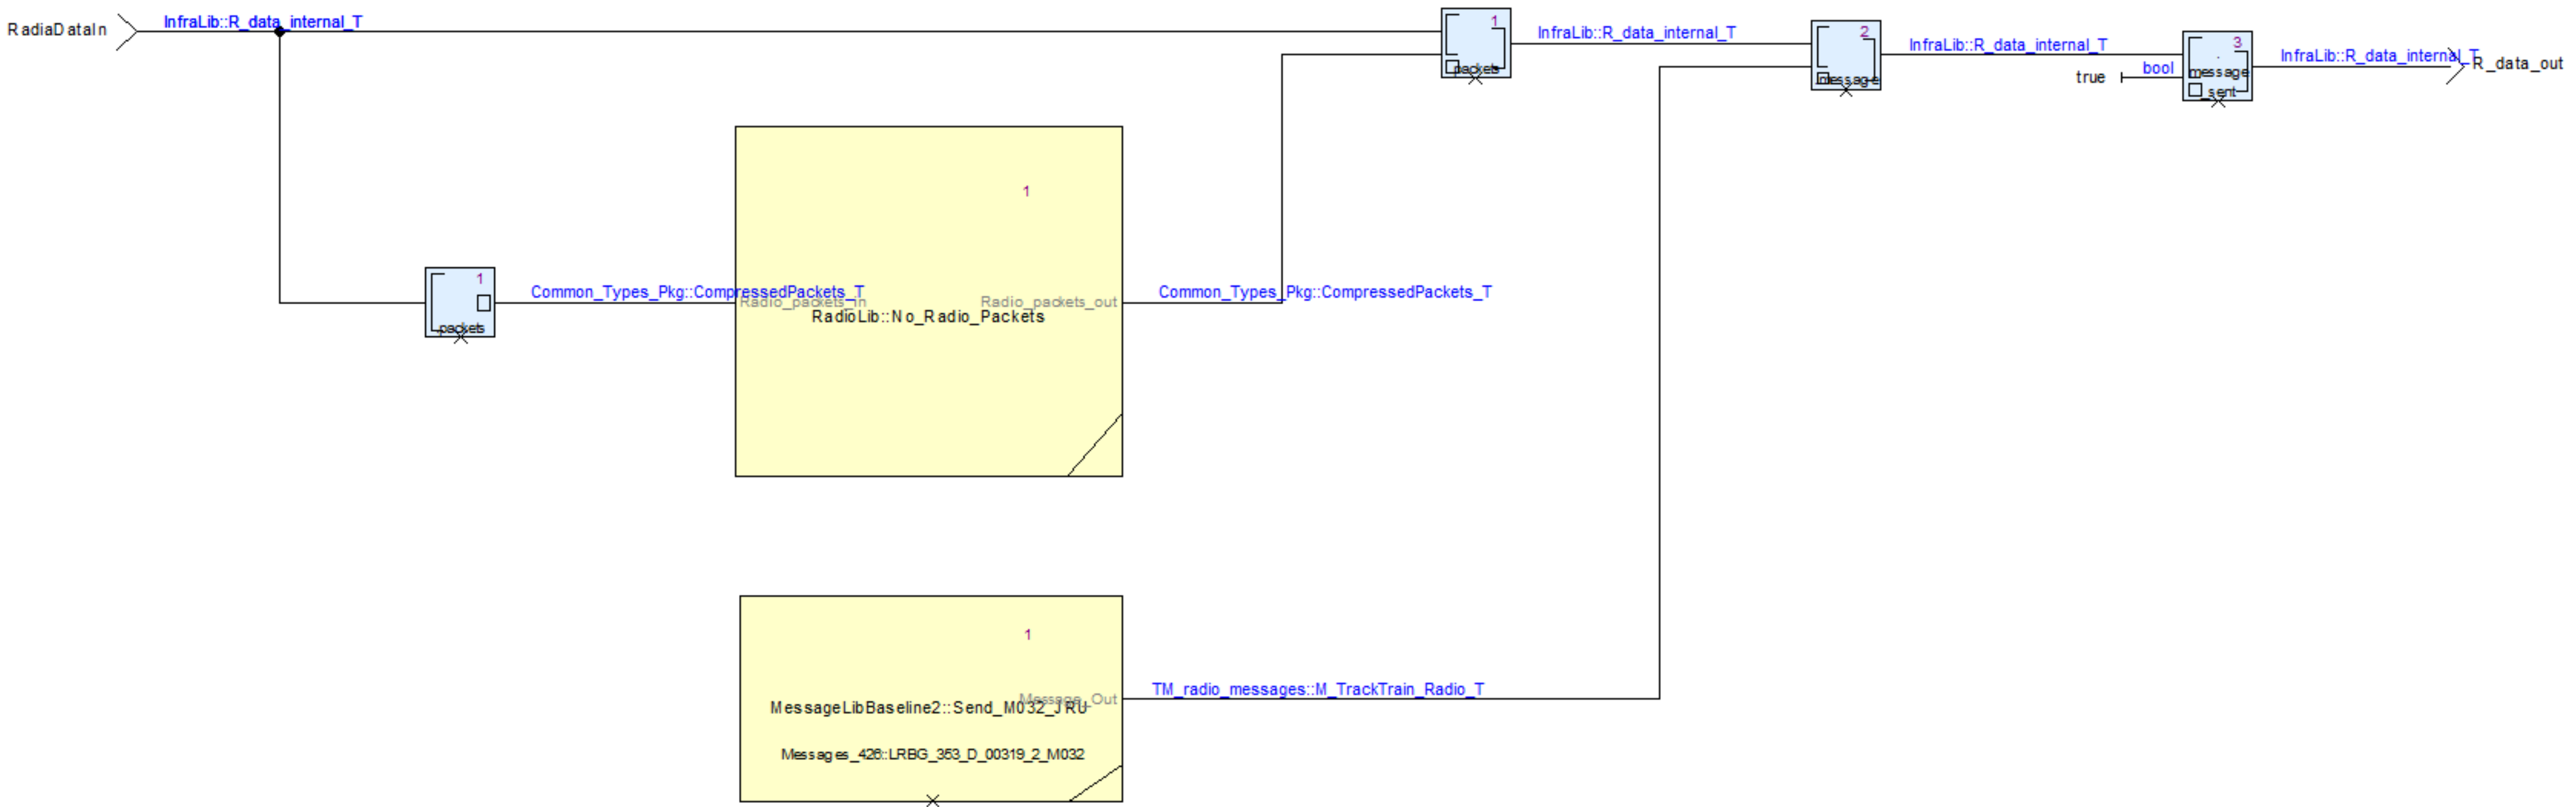 RadiaDataIn
InfraLib::R_data_internal_T
1
packets
InfraLib::R_data_internal_T
2
message
InfraLib::R_data_internal_T
true
bool
3
.message
_sent
InfraLib::R_data_internal_T
R_data_out
1
1
.packets
Common_Types_Pkg::CompressedPackets_T
Radio_packets_in
Radio_packets_out
RadioLib::No_Radio_Packets
Common_Types_Pkg::CompressedPackets_T
1
Message_Out
MessageLibBaseline2::Send_M032_JRU
TM_radio_messages::M_TrackTrain_Radio_T
Messages_426::LRBG_353_D_00319_2_M032